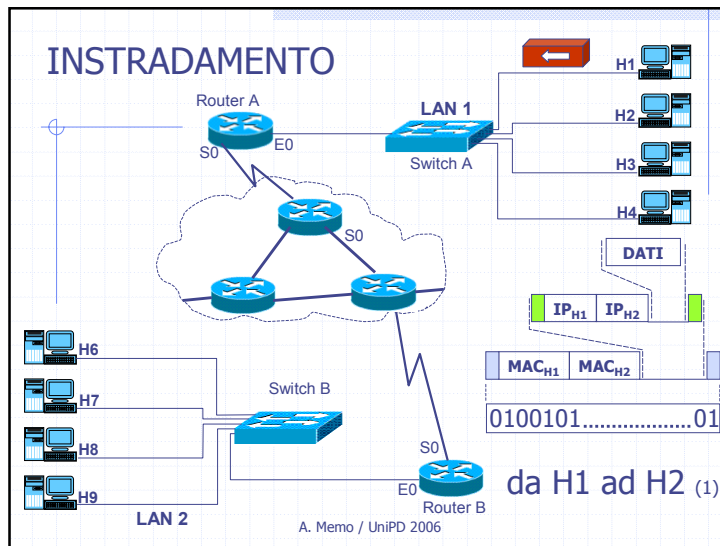 INSTRADAMENTO
Router A
E0
S0
LAN 1
Switch A
H1
H2
H3
H4
S0
DATI
IPH1 IPH2
MACH1 MACH2
0100101..................01
H6
H7
H8
H9
Switch B
LAN 2
S0
E0
Router B
da H1 ad H2 (1)
A. Memo / UniPD 2006